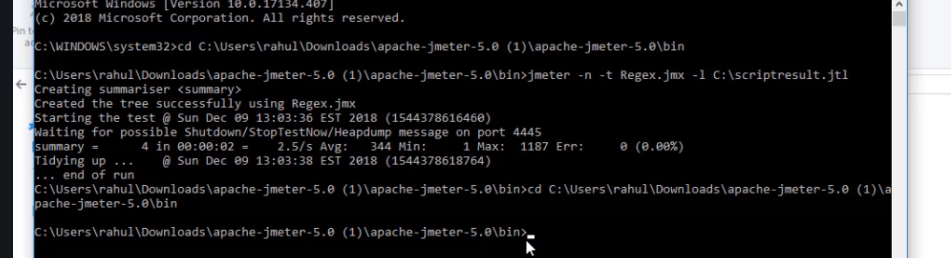 Microsoft Windows [Version 10.0.17134.407]
(c) 2018 Microsoft Corporation. All rights reserved.
C:\WINDOWS\system32>cd C:\Users\rahul\Downloads\apache-jmeter-5.0 (1)\apache-jmeter-5.0\bin
C:\Users\rahul\Downloads\apache-jmeter-5.0 (1)\apache-jmeter-5.0\bin>jmeter -n -t Regex.jmx -l C:\scriptresult.jtl
Creating summariser <summary>
Created the tree successfully using Regex.jmx
Starting the test @ Sun Dec 09 13:03:36 EST 2018 (1544378616460)
Waiting for possible Shutdown/StopTestNow/Heapdump message on port 4445
summary =      4 in 00:00:02 =    2.5/s Avg:   344 Min:     1 Max:  1187 Err:     0 (0.00%)
Tidying up ...    @ Sun Dec 09 13:03:38 EST 2018 (1544378618764)
... end of run
C:\Users\rahul\Downloads\apache-jmeter-5.0 (1)\apache-jmeter-5.0\bin>cd C:\Users\rahul\Downloads\apache-jmeter-5.0 (1)\a
pache-jmeter-5.0\bin
C:\Users\rahul\Downloads\apache-jmeter-5.0 (1)\apache-jmeter-5.0\bin>